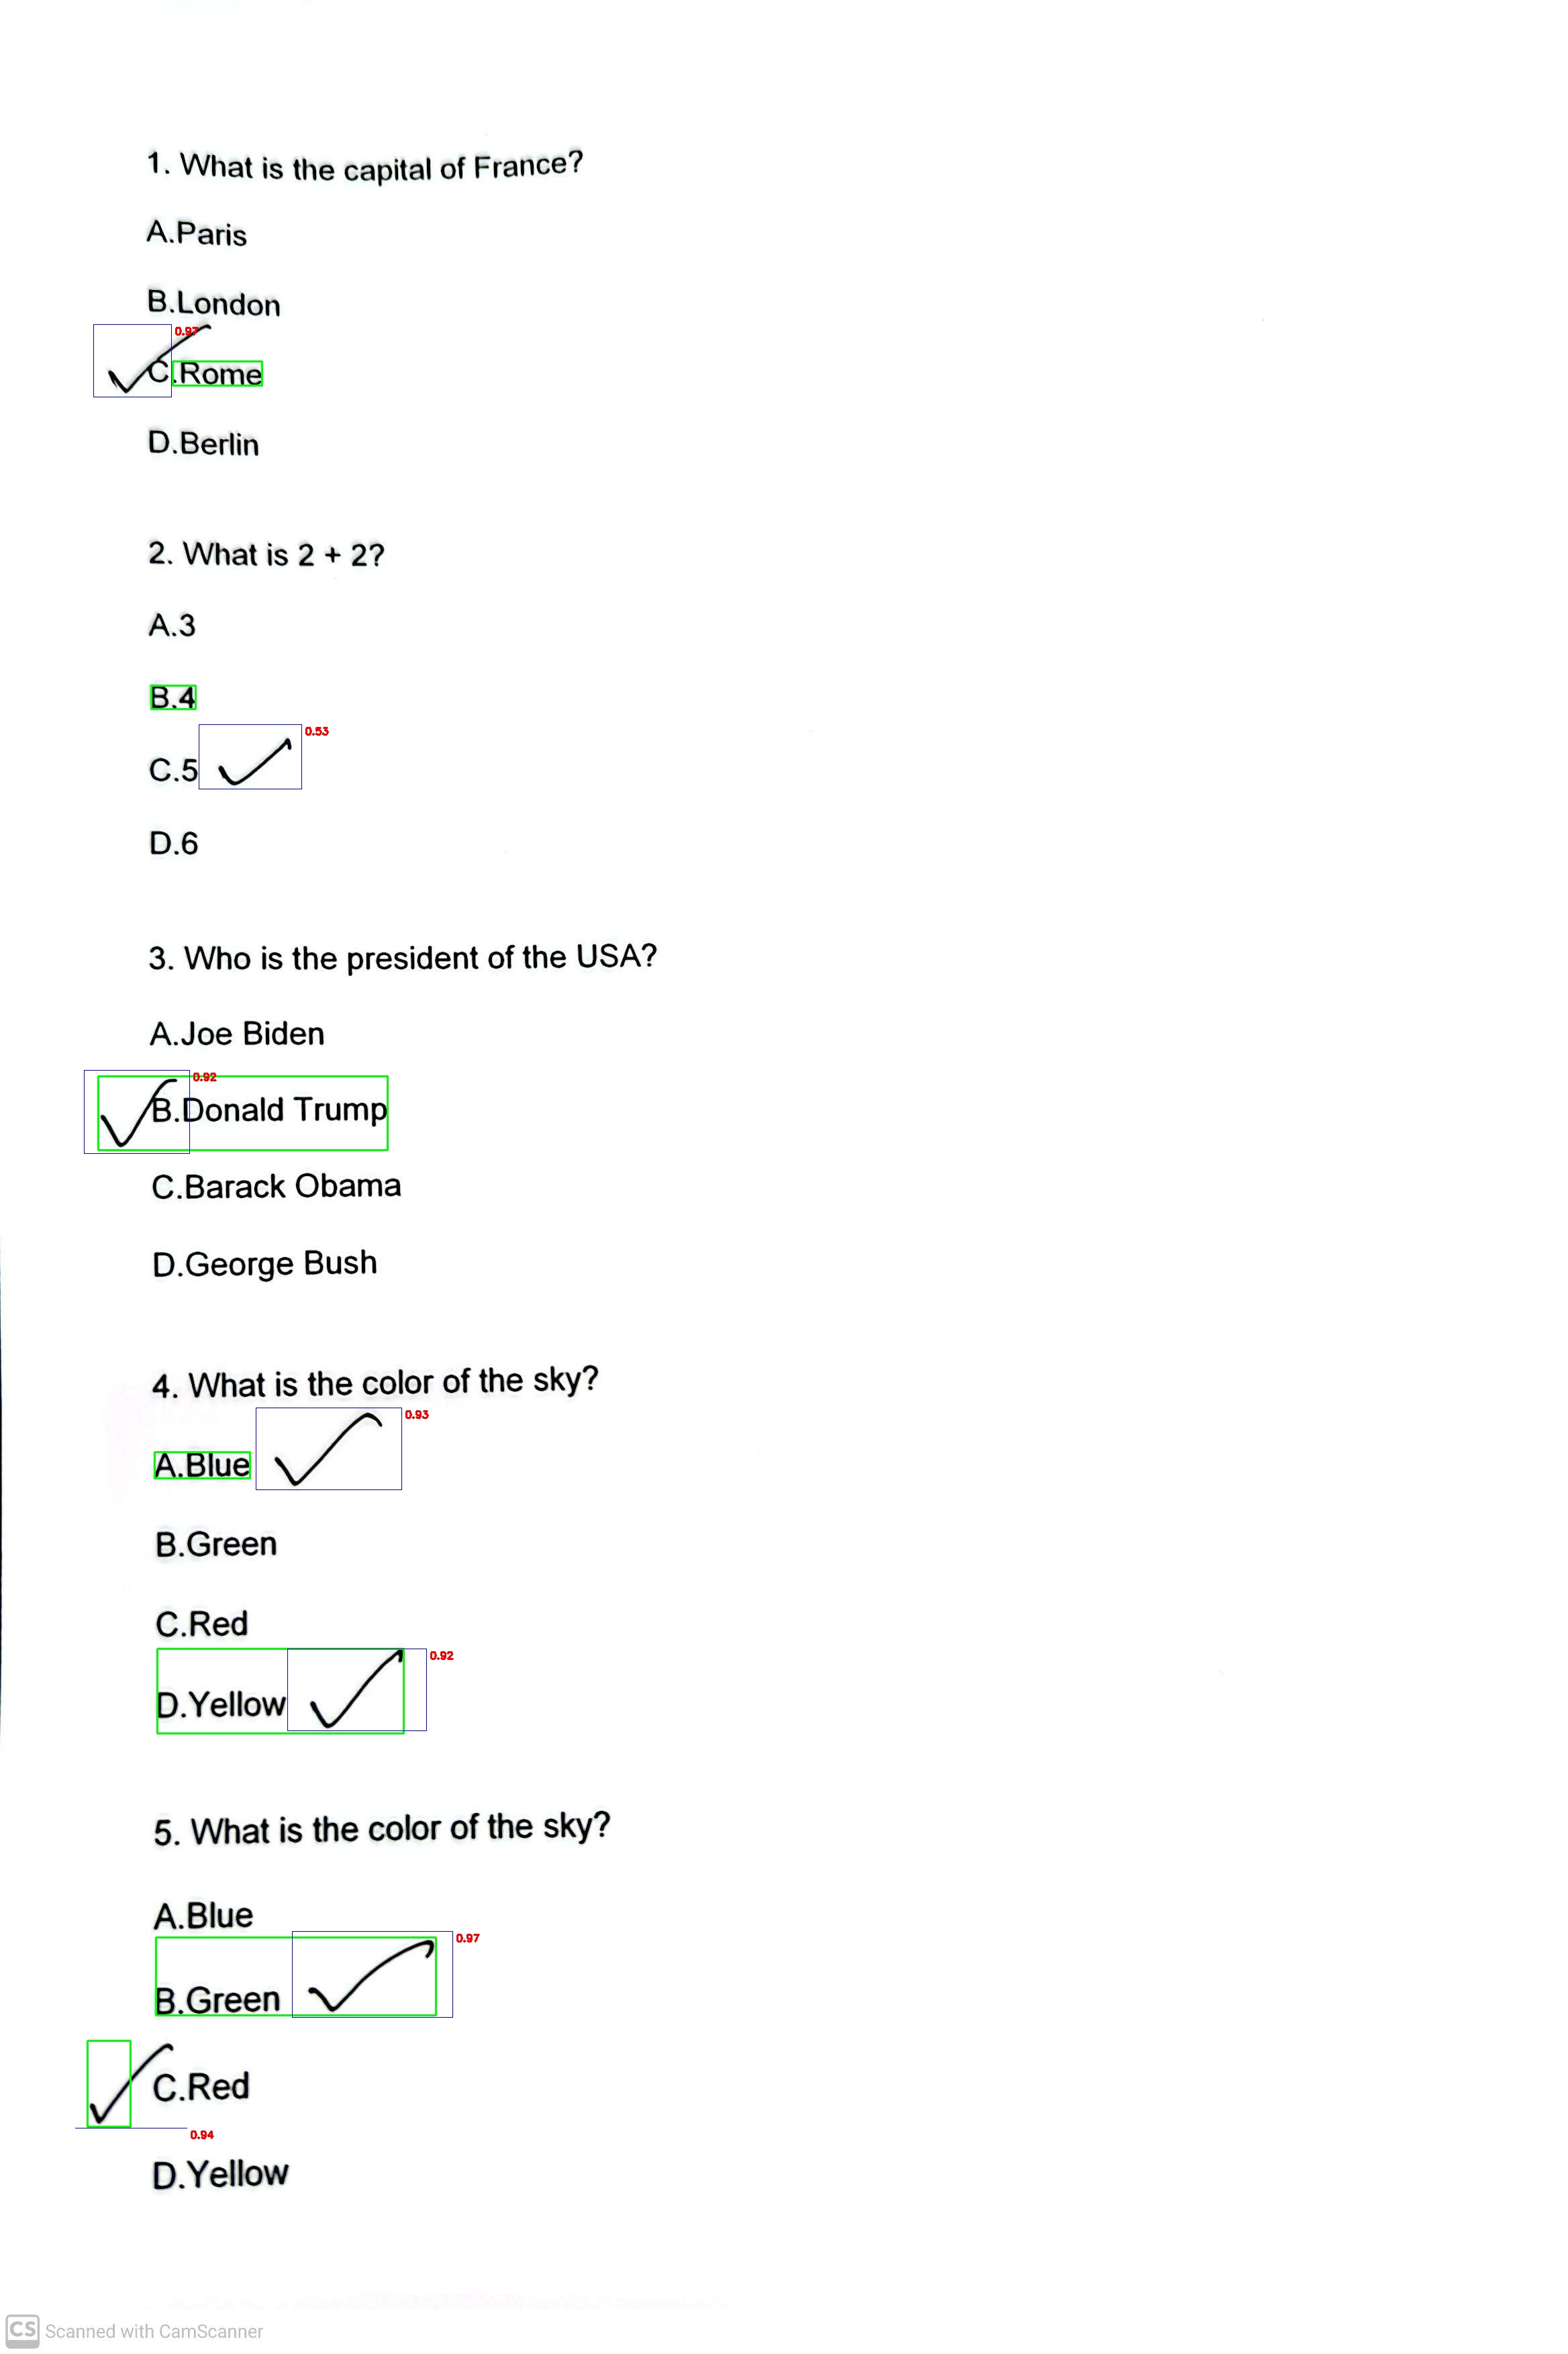 1. What is the capital of France?
A.Paris
B.London
0.97
C.Rome
D.Berlin
2. What is 2 + 2?
A.3
B.4
0.53
C.5
D.6
3. Who is the president of the USA?
A.Joe Biden
0.92
B.Donald Trump
C.Barack Obama
D.George Bush
4. What is the color of the sky?
0.93
A.Blue
B.Green
C.Red
0.92
D.Yellow
5. What is the color of the sky?
A.Blue
0.97
B.Green
C.Red
0.94
D.Yellow
CS Scanned with CamScanner